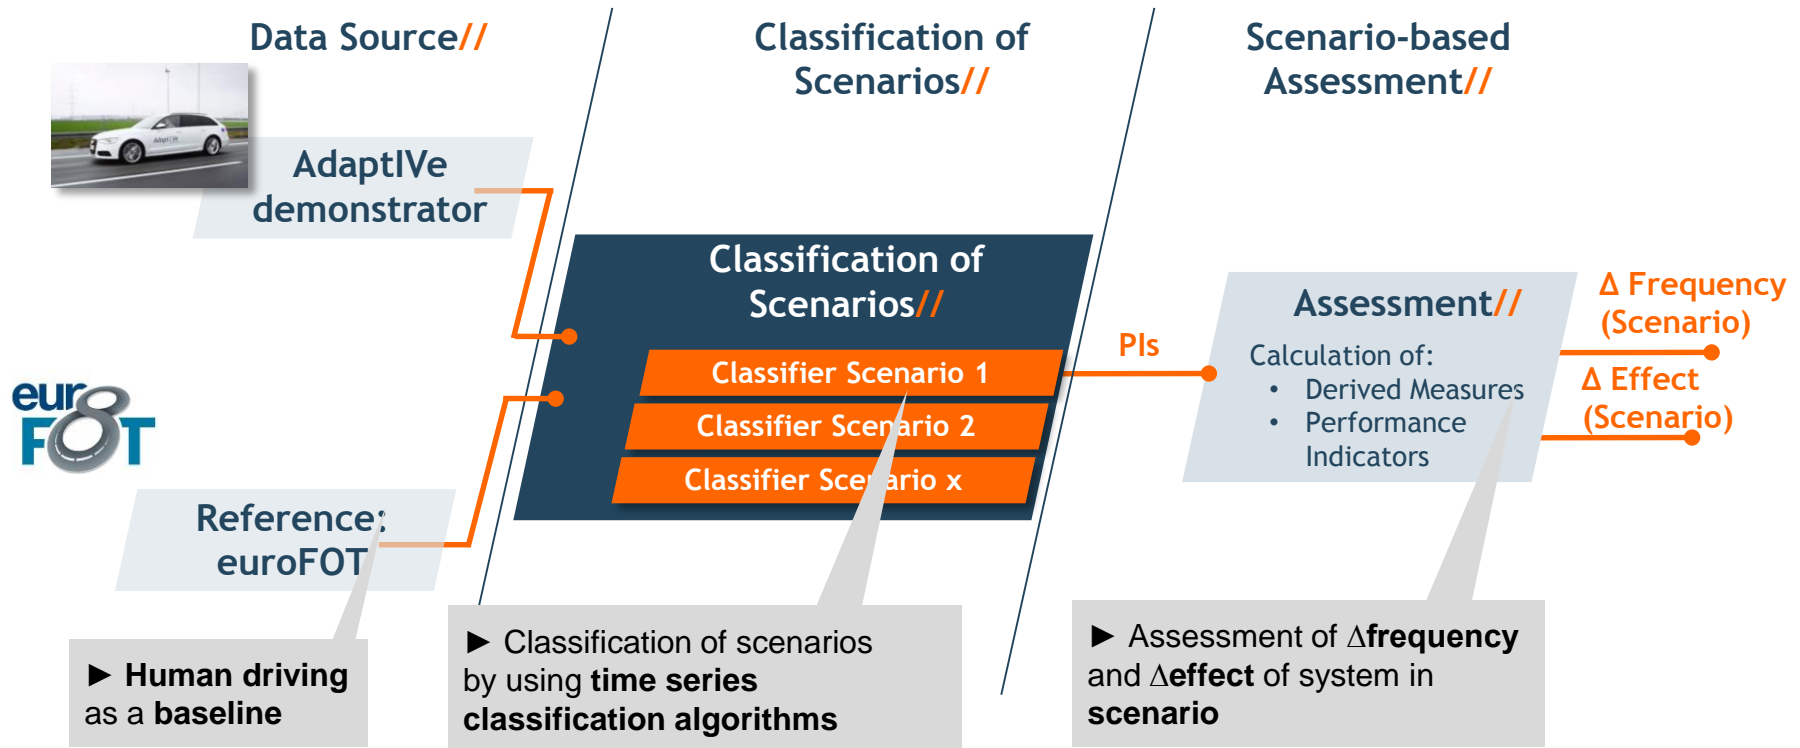 Data Source//
Classification of
Scenarios//
Scenario-based
Assessment//
AdaptIVe
demonstrator
euro
FOT
Reference:
euroFOT
Classification of
Scenarios//
Classifier Scenario 1
Classifier Scenario 2
Classifier Scenario x
PIs
Assessment//
Calculation of:
• Derived Measures
• Performance
Indicators
Δ Frequency
(Scenario)
Δ Effect
(Scenario)
► Human driving
as a baseline
► Classification of scenarios
by using time series
classification algorithms
► Assessment of Δfrequency
and Δeffect of system in
scenario